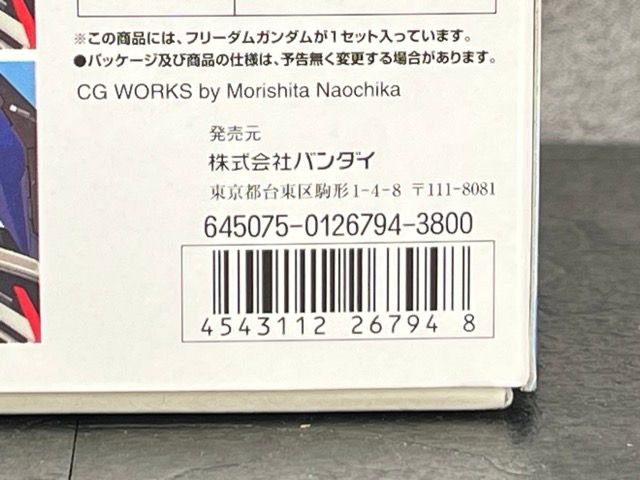 ※この商品には、フリーダムガンダムが1セット入っています。
●パッケージ及び商品の仕様は、予告無く変更する場合があります。
CG WORKS by Morishita Naochika
発売元
株式会社バンダイ
東京都台東区駒形1-4-8 〒111-8081
645075-0126794-3800
4543112 26794 8